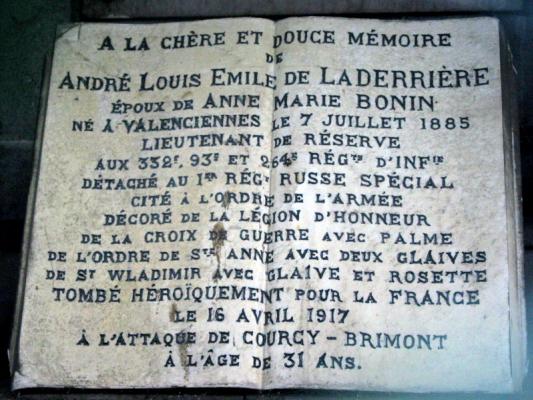 A LA CHÈRE ET DOUCE MÉMOIRE
DE
ANDRÉ LOUIS EMILE DE LADERRIÈRE
ÉPOUX DE ANNE MARIE BONIN
NÉ À VALENCIENNES LE 7 JUILLET 1885
LIEUTENANT DE RÉSERVE
AUX 332E, 93E ET 264E RÉGTS D'INFIE
DÉTACHÉ AU 1ER RÉGT RUSSE SPÉCIAL
CITÉ À L'ORDRE DE L'ARMÉE
DÉCORÉ DE LA LÉGION D'HONNEUR
DE LA CROIX DE GUERRE AVEC PALME
DE L'ORDRE DE STE ANNE AVEC DEUX GLAIVES
DE ST WLADIMIR AVEC GLAIVE ET ROSETTE
TOMBÉ HÉROÏQUEMENT POUR LA FRANCE
LE 16 AVRIL 1917
À L'ATTAQUE DE COURCY - BRIMONT
À L'ÂGE DE 31 ANS.